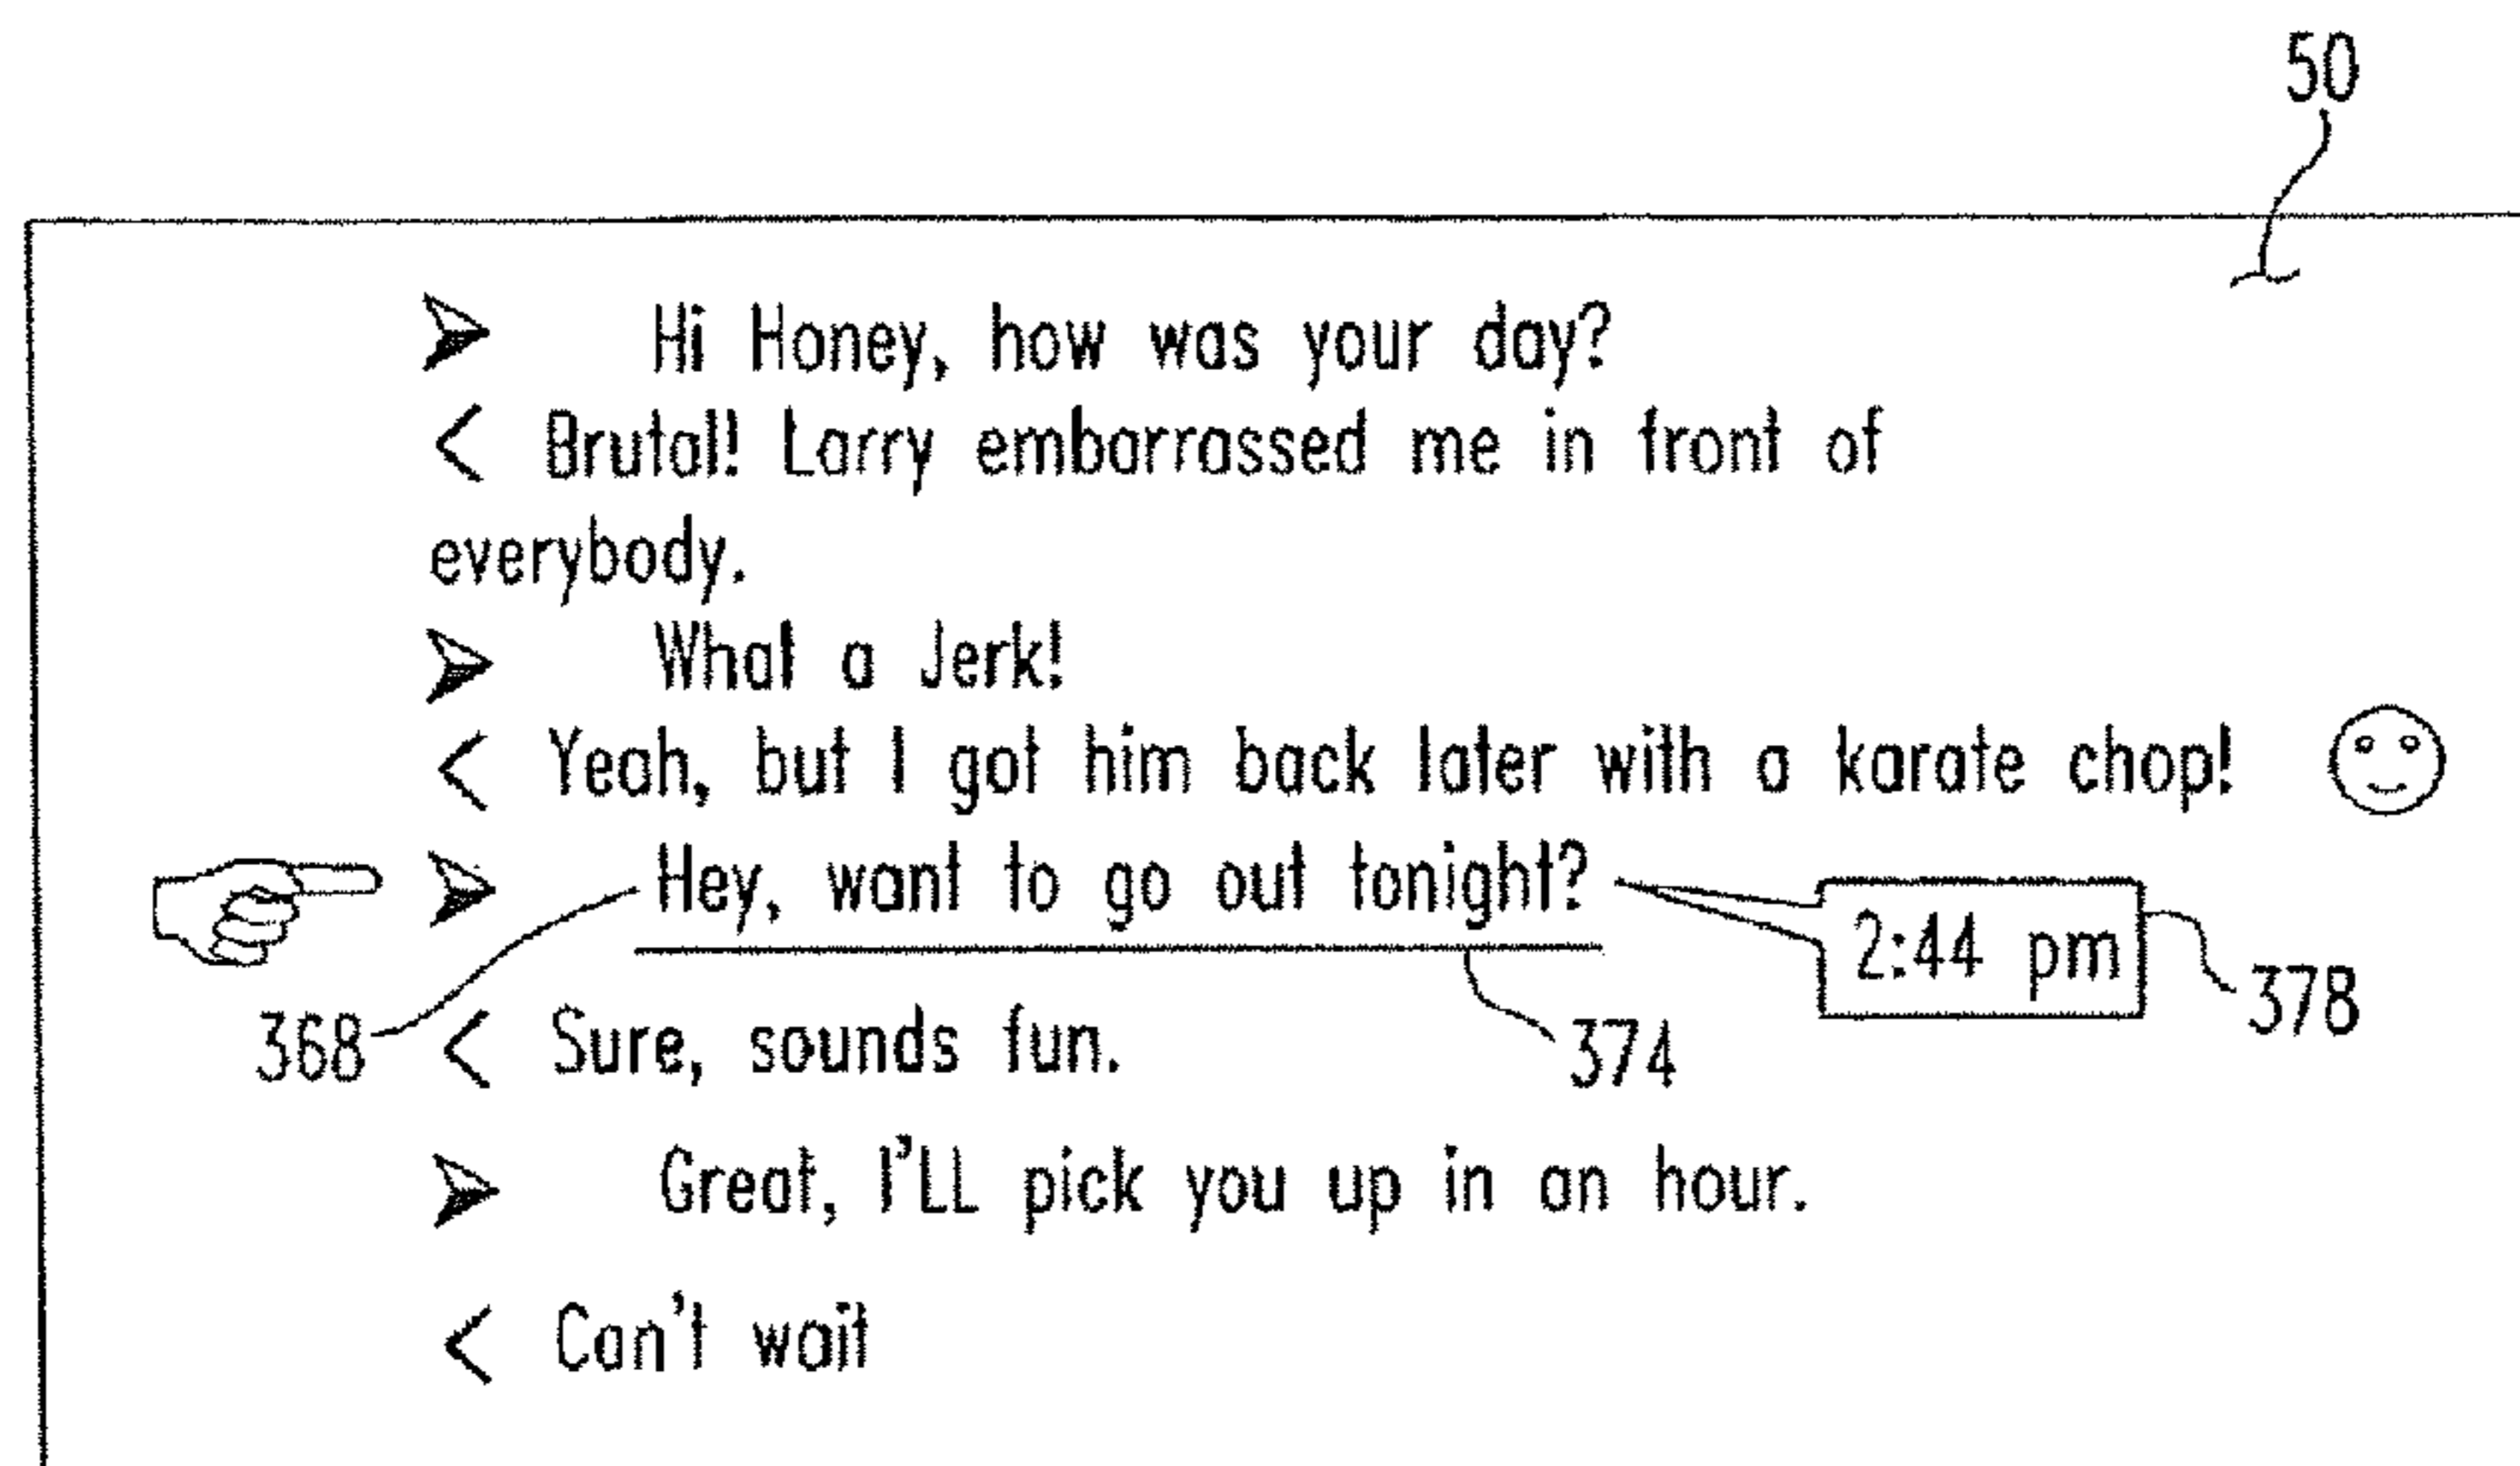 50
➢ Hi Honey, how was your day?
< Brutal! Larry embarrassed me in front of
everybody.
➢ What a Jerk!
< Yeah, but I got him back later with a karate chop!
➢ Hey, want to go out tonight?
2:44 pm
378
368
< Sure, sounds fun.
374
➢ Great, I'LL pick you up in an hour.
< Can't wait